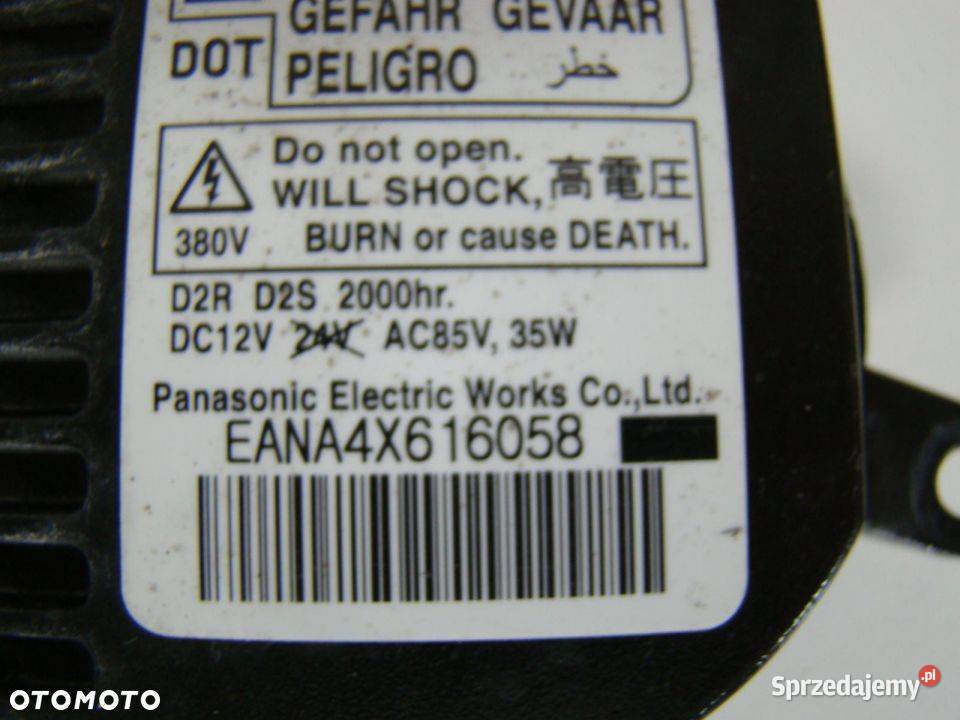 GEFAHR GEVAAR
DOT PELIGRO خطر
Do not open.
WILL SHOCK, 高電圧
380V BURN or cause DEATH.
D2R D2S 2000hr.
DC12V 24V AC85V, 35W
Panasonic Electric Works Co.,Ltd.
EANA4X616058
OTOMOTO
Sprzedajemy.pl